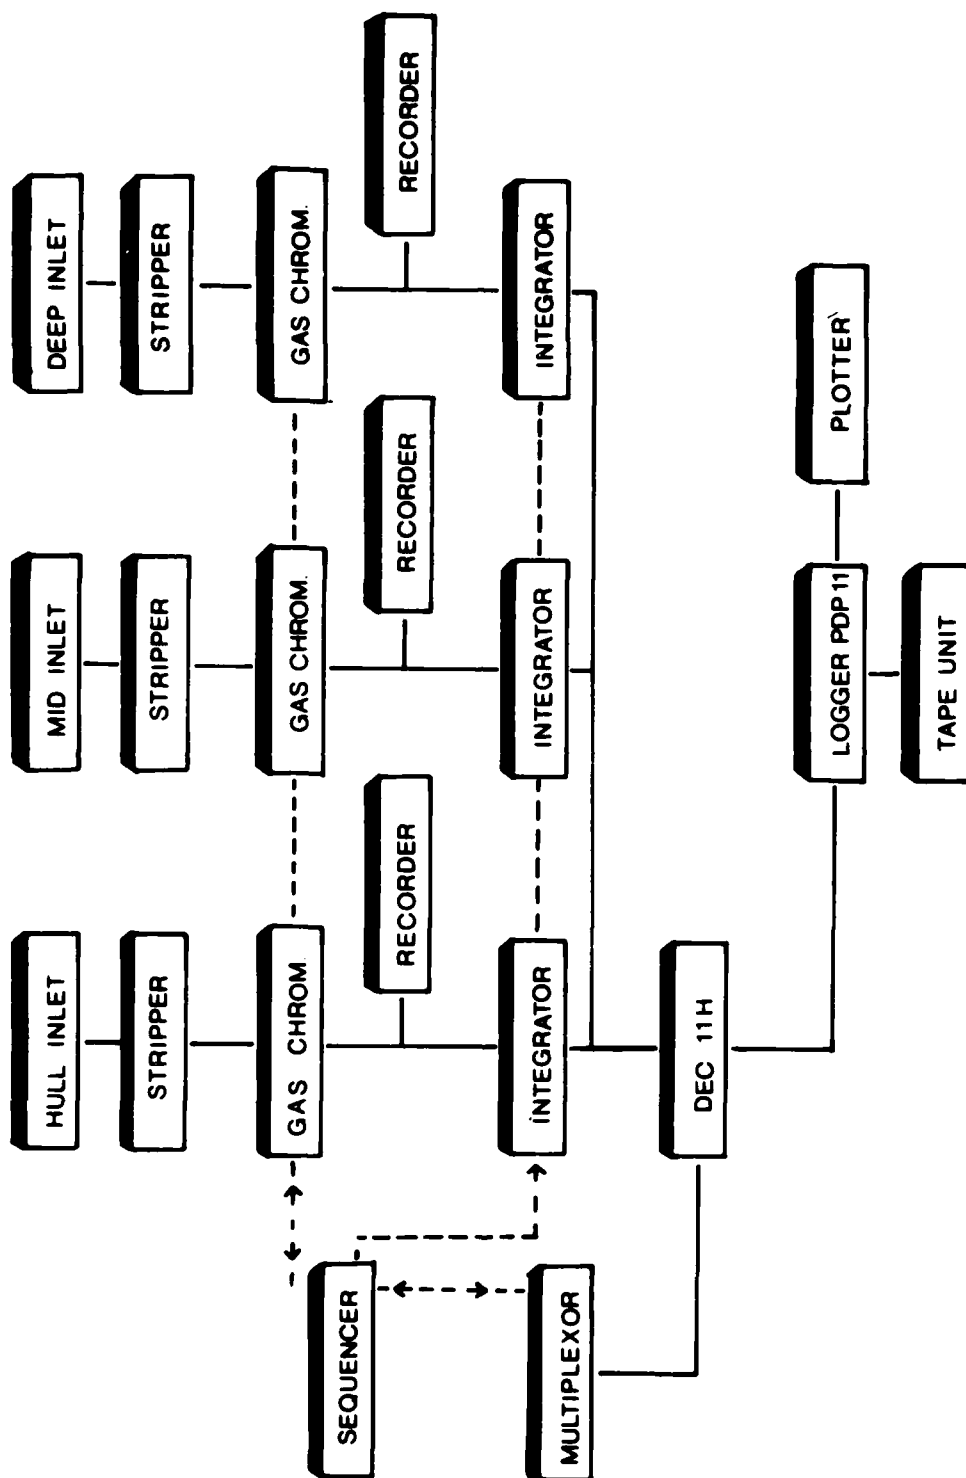 HULL INLET
MID INLET
DEEP INLET
STRIPPER
STRIPPER
STRIPPER
GAS CHROM.
GAS CHROM.
GAS CHROM.
SEQUENCER
RECORDER
RECORDER
RECORDER
INTEGRATOR
INTEGRATOR
INTEGRATOR
MULTIPLEXOR
DEC 11H
LOGGER PDP 11
PLOTTER
TAPE UNIT